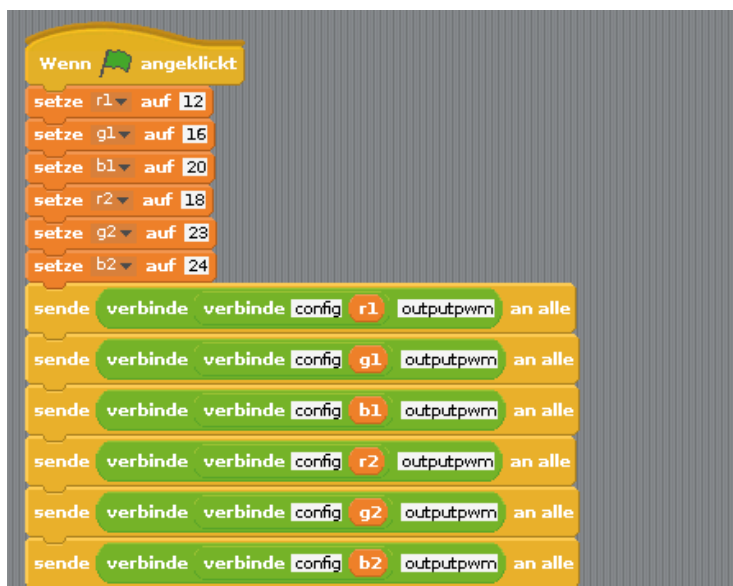 Wenn angeklickt
setze r1 auf 12
setze g1 auf 16
setze b1 auf 20
setze r2 auf 18
setze g2 auf 23
setze b2 auf 24
sende verbinde verbinde config r1 outputpwm an alle
sende verbinde verbinde config g1 outputpwm an alle
sende verbinde verbinde config b1 outputpwm an alle
sende verbinde verbinde config r2 outputpwm an alle
sende verbinde verbinde config g2 outputpwm an alle
sende verbinde verbinde config b2 outputpwm an alle